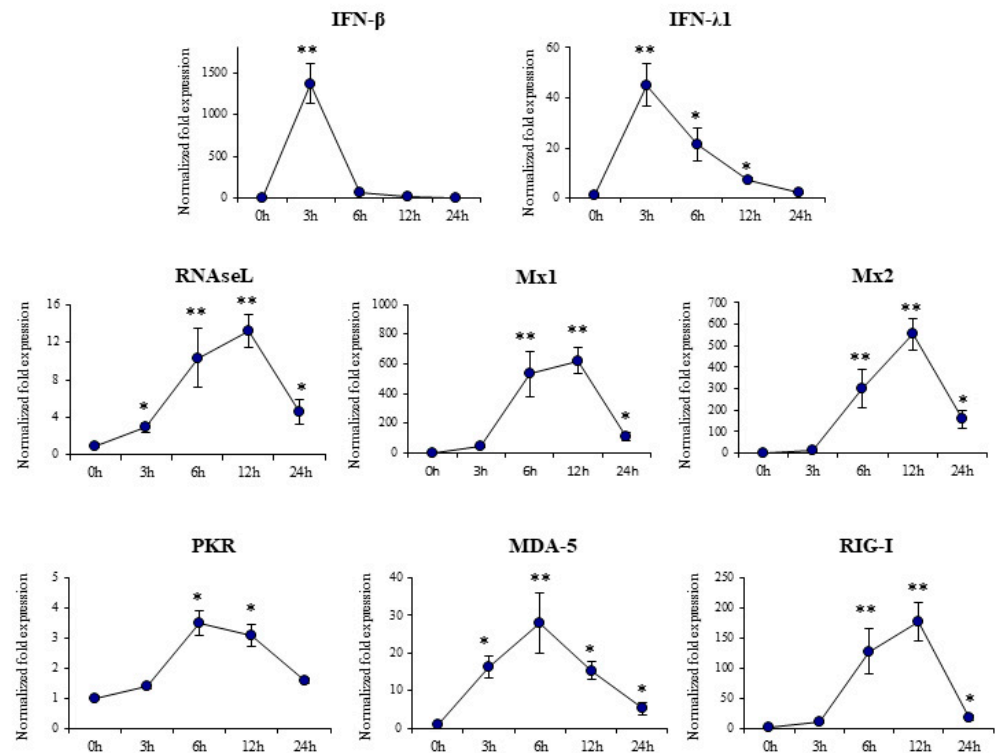 IFN-β
Normalized fold expression
1500
1000
500
0
**
0h 3h 6h 12h 24h
IFN-λ1
Normalized fold expression
60
40
20
0
**
*
*
0h 3h 6h 12h 24h
RNAseL
Normalized fold expression
16
12
8
4
0
*
**
**
*
0h 3h 6h 12h 24h
Mx1
Normalized fold expression
1000
800
600
400
200
0
**
**
*
0h 3h 6h 12h 24h
Mx2
Normalized fold expression
700
600
500
400
300
200
100
0
**
**
*
0h 3h 6h 12h 24h
PKR
Normalized fold expression
5
4
3
2
1
0
*
*
0h 3h 6h 12h 24h
MDA-5
Normalized fold expression
40
30
20
10
0
*
**
*
*
0h 3h 6h 12h 24h
RIG-I
Normalized fold expression
250
200
150
100
50
0
**
**
*
0h 3h 6h 12h 24h